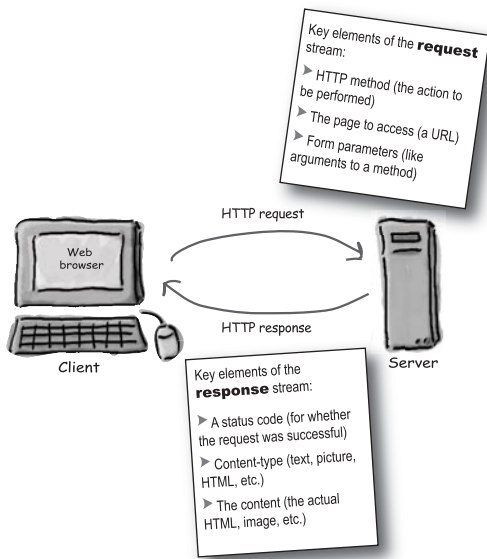 Key elements of the request
stream:
➤ HTTP method (the action to
be performed)
➤ The page to access (a URL)
➤ Form parameters (like
arguments to a method)
HTTP request
Web
browser
HTTP response
Client
Server
Key elements of the
response stream:
➤ A status code (for whether
the request was successful)
➤ Content-type (text, picture,
HTML, etc.)
➤ The content (the actual
HTML, image, etc.)